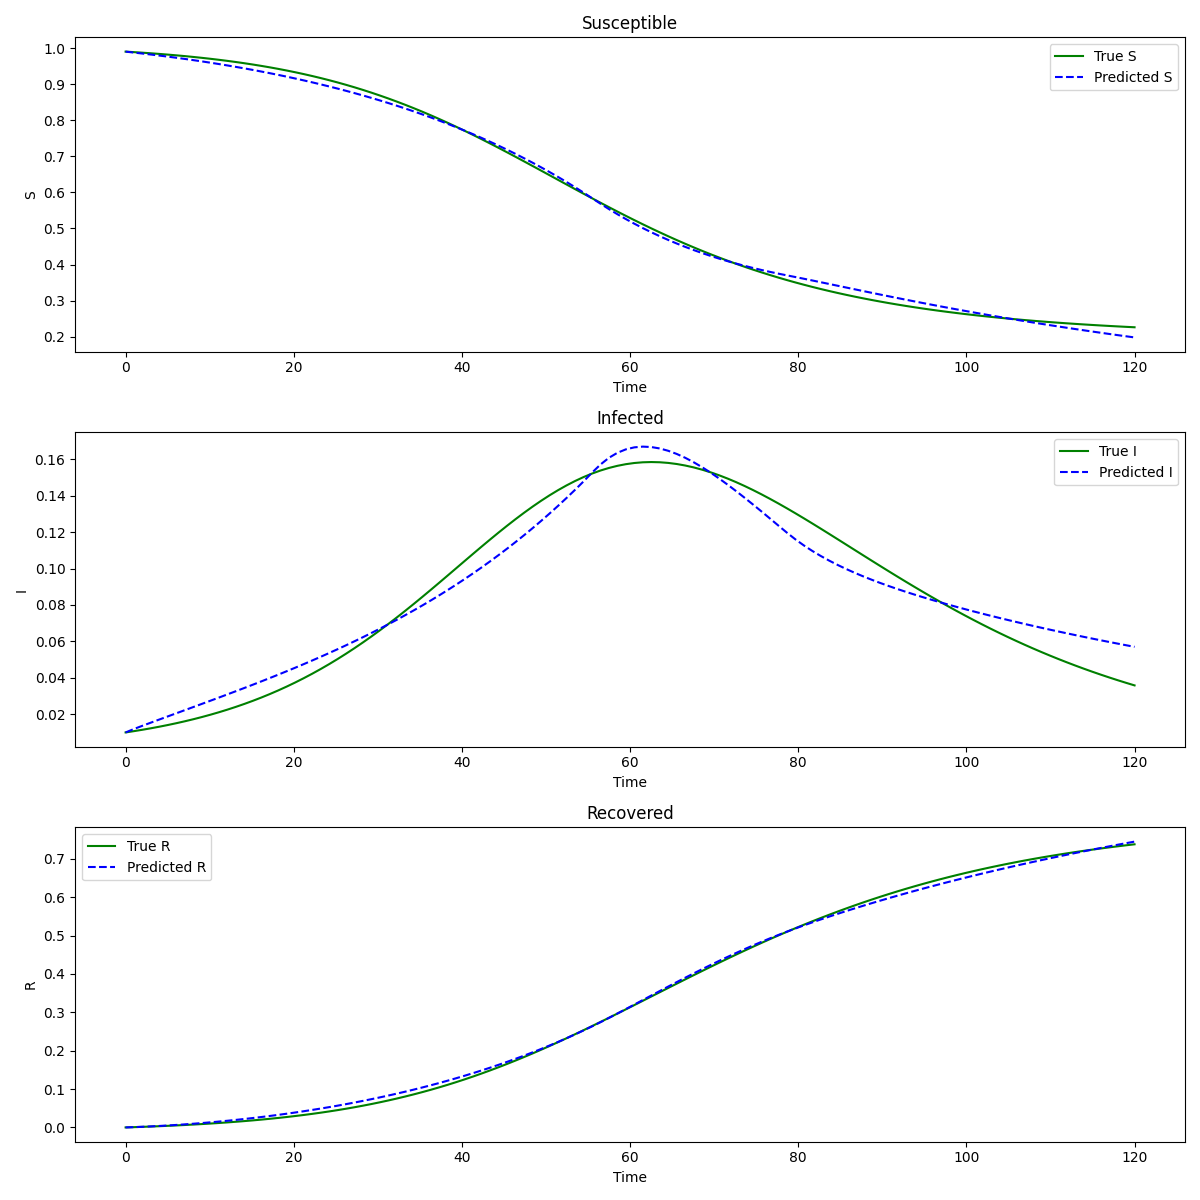 Susceptible
1.0
0.9
0.8
0.7
0.6
0.5
0.4
0.3
0.2
S
True S
Predicted S
0 20 40 60 80 100 120
Time
Infected
0.16
0.14
0.12
0.10
0.08
0.06
0.04
0.02
I
True I
Predicted I
0 20 40 60 80 100 120
Time
Recovered
True R
Predicted R
0.7
0.6
0.5
0.4
0.3
0.2
0.1
0.0
R
0 20 40 60 80 100 120
Time